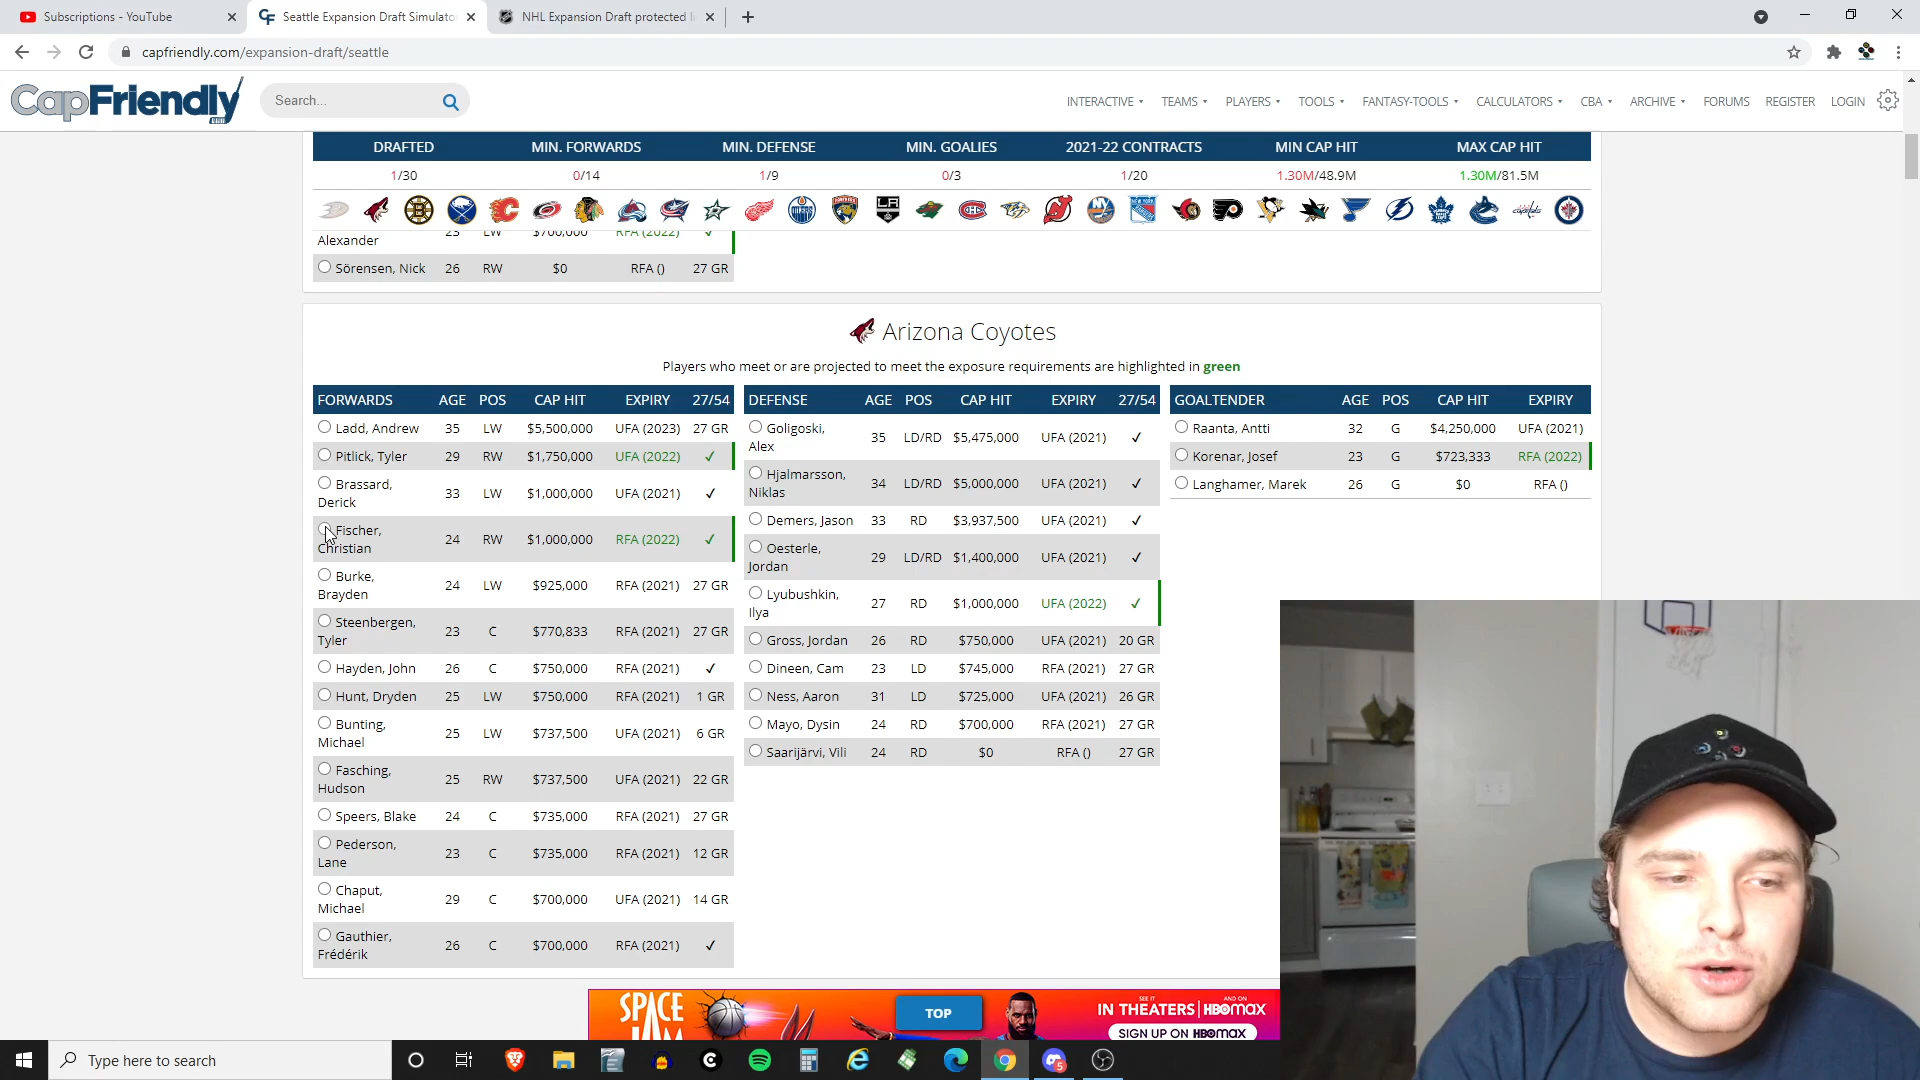 Subscriptions - YouTube
Seattle Expansion Draft Simulato
NHL Expansion Draft protected li
capfriendly.com/expansion-draft/seattle
CapFriendly
Search...
INTERACTIVE TEAMS PLAYERS TOOLS FANTASY-TOOLS CALCULATORS CBA ARCHIVE FORUMS REGISTER LOGIN
DRAFTED MIN. FORWARDS MIN. DEFENSE MIN. GOALIES 2021-22 CONTRACTS MIN CAP HIT MAX CAP HIT
1/30 0/14 1/9 0/3 1/20 1.30M/48.9M 1.30M/81.5M
Alexander 23 LW $700,000 RFA (2022) ✓
Sörensen, Nick 26 RW $0 RFA () 27 GR
Arizona Coyotes
Players who meet or are projected to meet the exposure requirements are highlighted in green
FORWARDS AGE POS CAP HIT EXPIRY 27/54
Ladd, Andrew 35 LW $5,500,000 UFA (2023) 27 GR
Pitlick, Tyler 29 RW $1,750,000 UFA (2022) ✓
Brassard, Derick 33 LW $1,000,000 UFA (2021) ✓
Fischer, Christian 24 RW $1,000,000 RFA (2022) ✓
Burke, Brayden 24 LW $925,000 RFA (2021) 27 GR
Steenbergen, Tyler 23 C $770,833 RFA (2021) 27 GR
Hayden, John 26 C $750,000 RFA (2021) ✓
Hunt, Dryden 25 LW $750,000 RFA (2021) 1 GR
Bunting, Michael 25 LW $737,500 UFA (2021) 6 GR
Fasching, Hudson 25 RW $737,500 UFA (2021) 22 GR
Speers, Blake 24 C $735,000 RFA (2021) 27 GR
Pederson, Lane 23 C $735,000 RFA (2021) 12 GR
Chaput, Michael 29 C $700,000 UFA (2021) 14 GR
Gauthier, Frédérik 26 C $700,000 RFA (2021) ✓
DEFENSE AGE POS CAP HIT EXPIRY 27/54
Goligoski, Alex 35 LD/RD $5,475,000 UFA (2021) ✓
Hjalmarsson, Niklas 34 LD/RD $5,000,000 UFA (2021) ✓
Demers, Jason 33 RD $3,937,500 UFA (2021) ✓
Oesterle, Jordan 29 LD/RD $1,400,000 UFA (2021) ✓
Lyubushkin, Ilya 27 RD $1,000,000 UFA (2022) ✓
Gross, Jordan 26 RD $750,000 UFA (2021) 20 GR
Dineen, Cam 23 LD $745,000 RFA (2021) 27 GR
Ness, Aaron 31 LD $725,000 UFA (2021) 26 GR
Mayo, Dysin 24 RD $700,000 RFA (2021) 27 GR
Saarijärvi, Vili 24 RD $0 RFA () 27 GR
GOALTENDER AGE POS CAP HIT EXPIRY
Raanta, Antti 32 G $4,250,000 UFA (2021)
Korenar, Josef 23 G $723,333 RFA (2022)
Langhamer, Marek 26 G $0 RFA ()
SPACE JAM
TOP
SEE IT IN THEATERS AND ON HBOMAX
SIGN UP ON HBOMAX
Type here to search